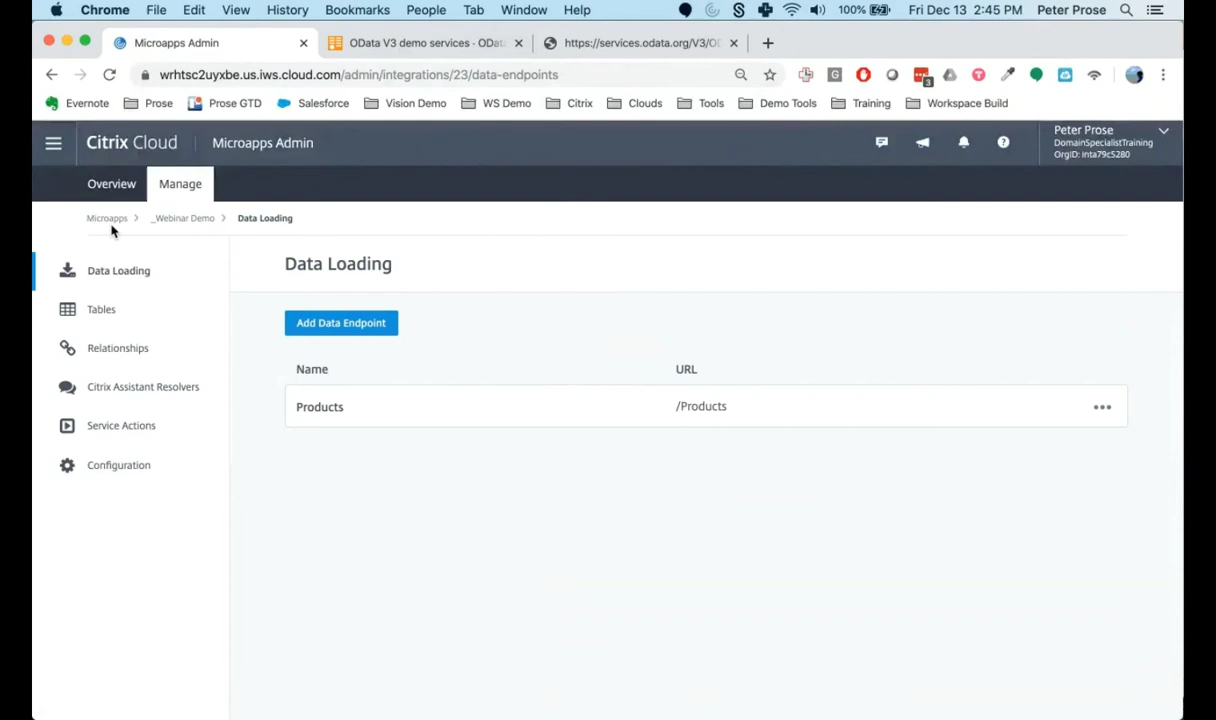 Chrome File Edit View History Bookmarks People Tab Window Help 100% Fri Dec 13 2:45 PM Peter Prose
Microapps Admin OData V3 demo services · OData https://services.odata.org/V3/OD
wrhtsc2uyxbe.us.iws.cloud.com/admin/integrations/23/data-endpoints 3
Evernote Prose Prose GTD Salesforce Vision Demo WS Demo Citrix Clouds Tools Demo Tools Training Workspace Build
Citrix Cloud Microapps Admin
Peter Prose
DomainSpecialistTraining
OrgID: inta79c5280
Overview Manage
Microapps > _Webinar Demo > Data Loading
Data Loading
Tables
Relationships
Citrix Assistant Resolvers
Service Actions
Configuration
Data Loading
Add Data Endpoint
Name URL
Products /Products